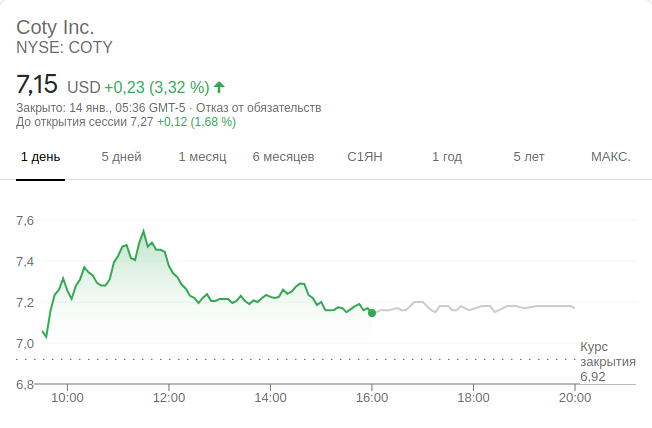 Coty Inc.
NYSE: COTY
7,15 USD +0,23 (3,32 %)
Закрыто: 14 янв., 05:36 GMT-5 · Отказ от обязательств
До открытия сессии 7,27 +0,12 (1,68 %)
1 день 5 дней 1 месяц 6 месяцев С1ЯН 1 год 5 лет МАКС.
7,6
7,4
7,2
7,0
6,8
Курс
закрытия
6,92
10:00 12:00 14:00 16:00 18:00 20:00